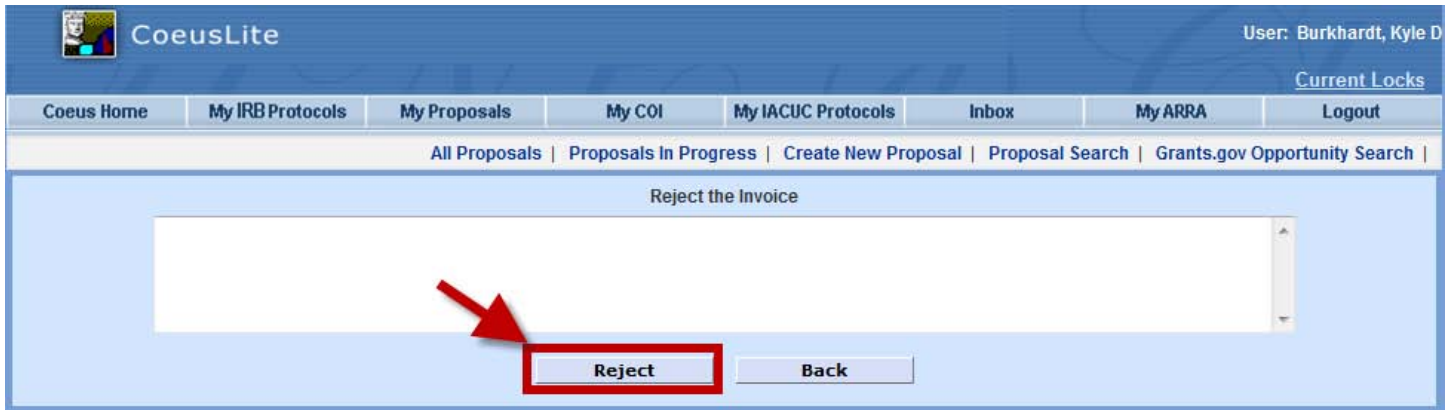 CoeusLite
User: Burkhardt, Kyle D
Current Locks
Coeus Home My IRB Protocols My Proposals My COI My IACUC Protocols Inbox My ARRA Logout
All Proposals | Proposals In Progress | Create New Proposal | Proposal Search | Grants.gov Opportunity Search |
Reject the Invoice
Reject Back